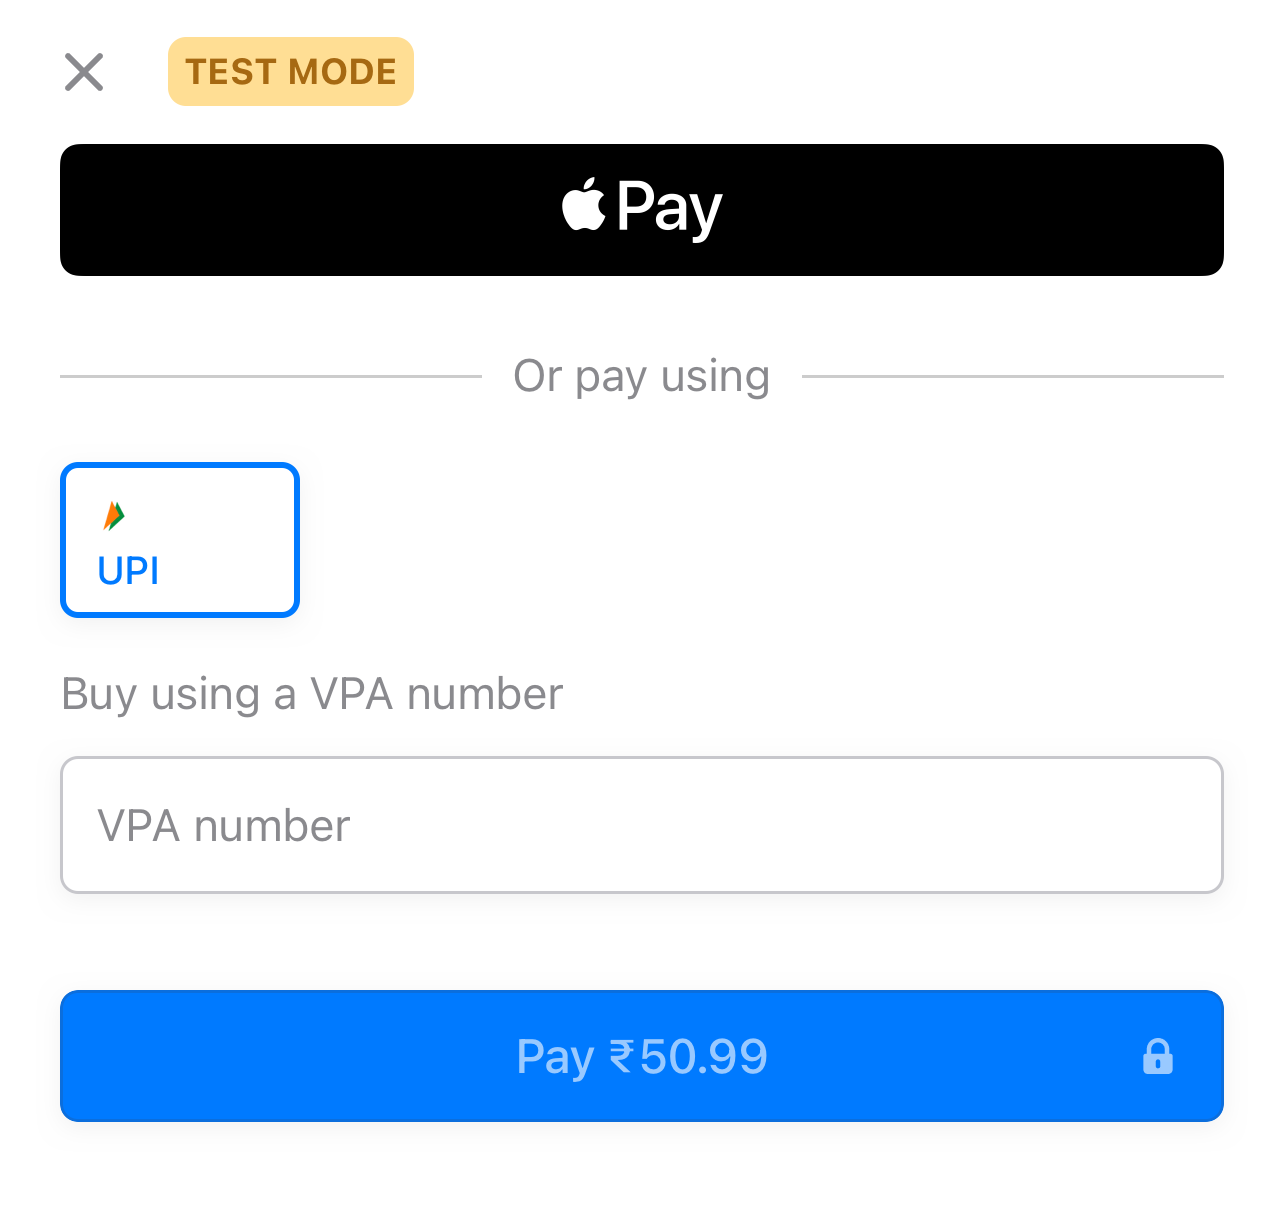 TEST MODE
Pay
Or pay using
UPI
Buy using a VPA number
VPA number
Pay ₹50.99